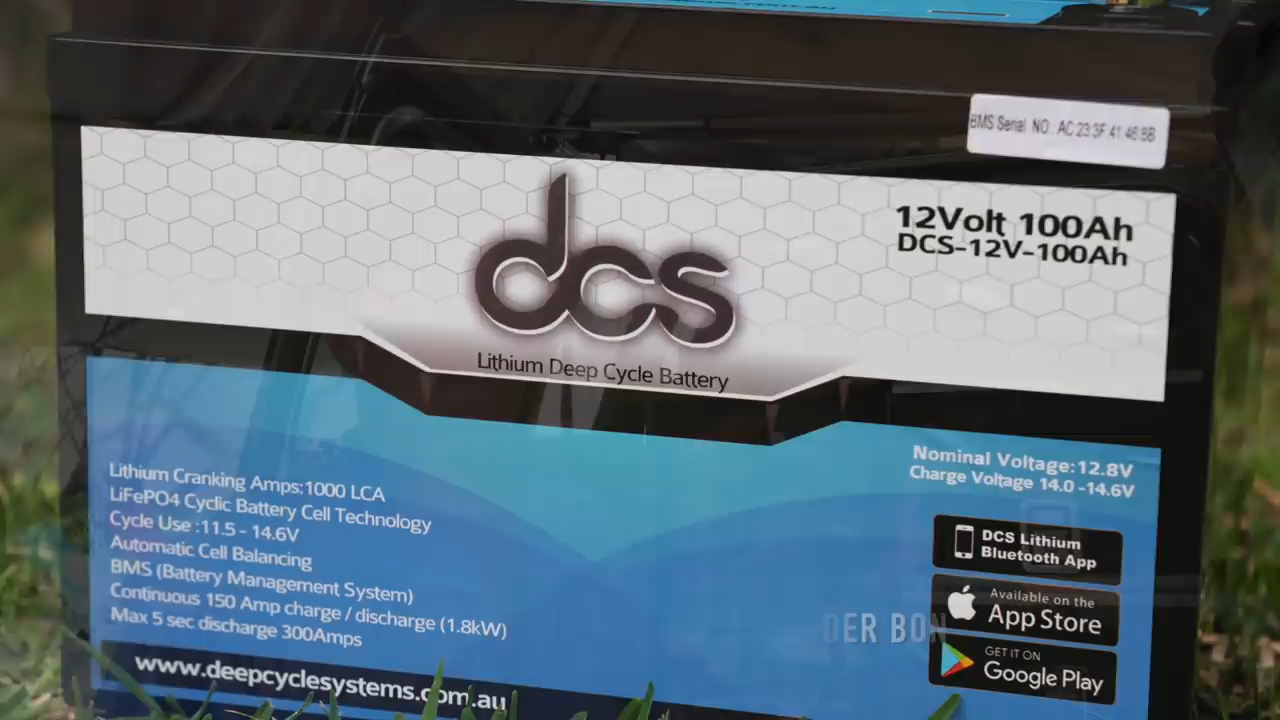 BMS Serial NO. AC 23:3F 41 46:8B
12Volt 100Ah
DCS-12V-100Ah
dcs
Lithium Deep Cycle Battery
Nominal Voltage:12.8V
Charge Voltage 14.0 -14.6V
Lithium Cranking Amps:1000 LCA
LiFePO4 Cyclic Battery Cell Technology
Cycle Use :11.5 - 14.6V
Automatic Cell Balancing
BMS (Battery Management System)
Continuous 150 Amp charge / discharge (1.8kW)
Max 5 sec discharge 300Amps
DCS Lithium
Bluetooth App
Available on the
App Store
GET IT ON
Google Play
www.deepcyclesystems.com.au